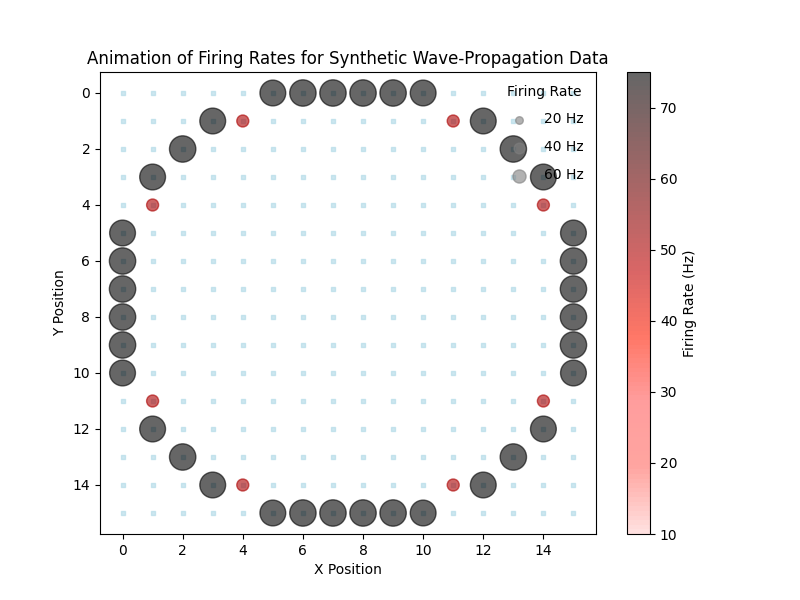 Animation of Firing Rates for Synthetic Wave-Propagation Data
Firing Rate
20 Hz
40 Hz
60 Hz
0
2
4
6
8
10
12
14
Y Position
0 2 4 6 8 10 12 14
X Position
70
60
50
40
30
20
10
Firing Rate (Hz)